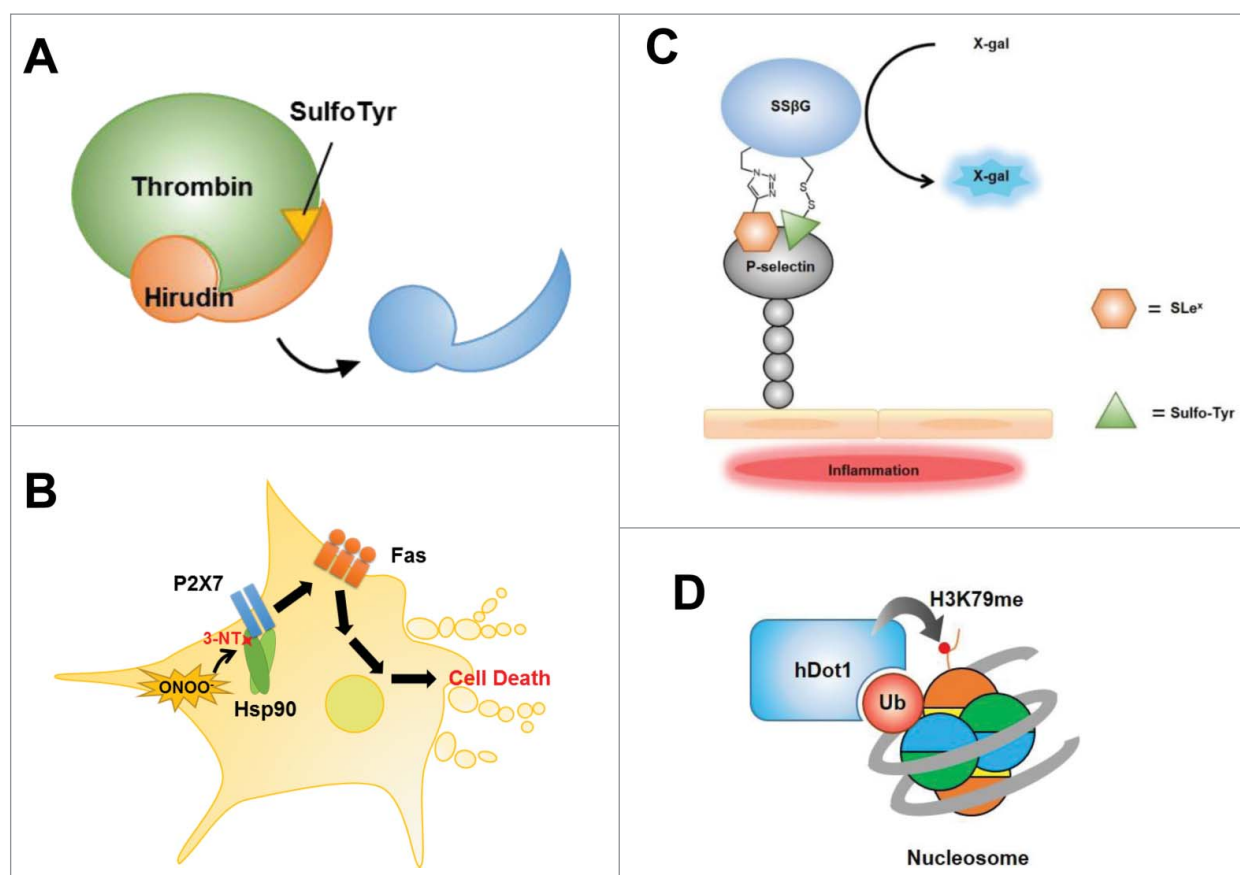 A
SulfoTyr
Thrombin
Hirudin
B
P2X7
Fas
3-NT
ONOO⁻
Hsp90
Cell Death
C
X-gal
SSβG
N
N
N
S
S
X-gal
P-selectin
= SLeˣ
= Sulfo-Tyr
Inflammation
D
H3K79me
hDot1
Ub
Nucleosome